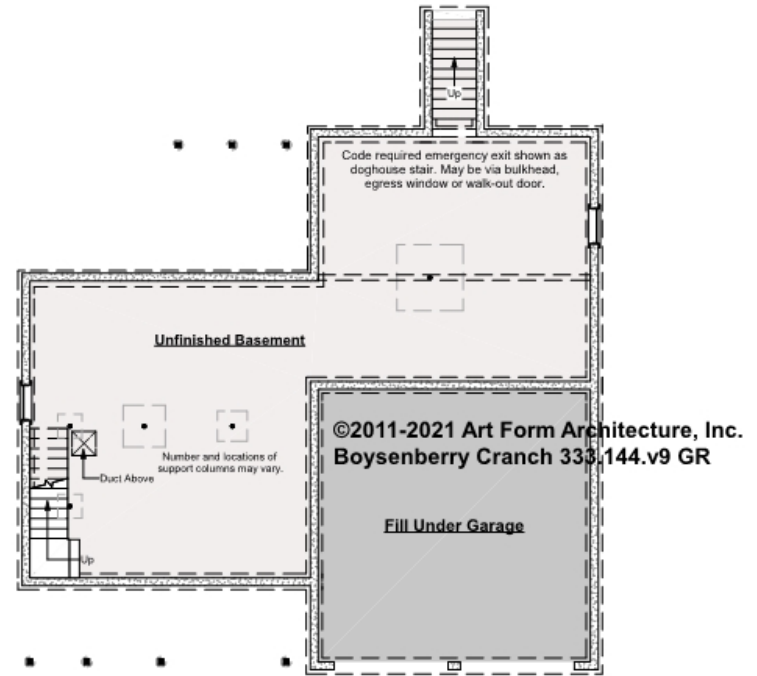 Up
Code required emergency exit shown as
doghouse stair. May be via bulkhead,
egress window or walk-out door.
Unfinished Basement
©2011-2021 Art Form Architecture, Inc.
Boysenberry Cranch 333.144.v9 GR
Number and locations of
support columns may vary.
Duct Above
Fill Under Garage
Up